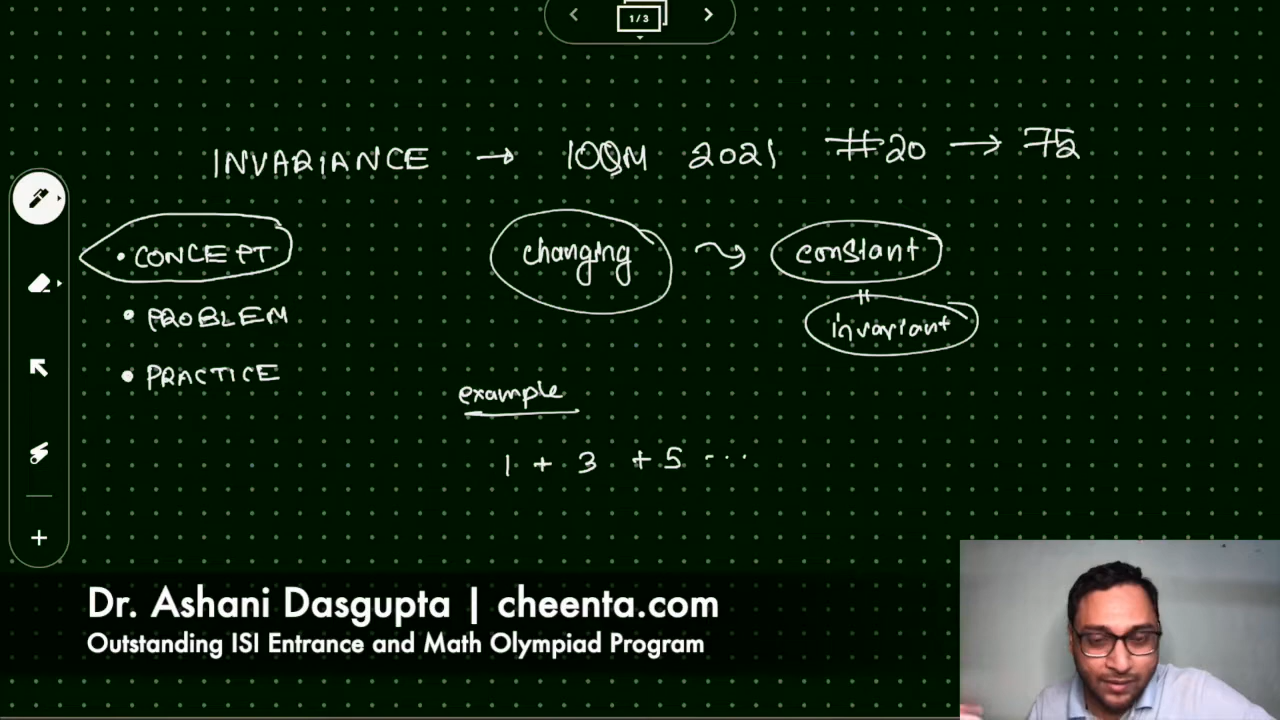 1/3
INVARIANCE → IOQM 2021 #20 → 75
• CONCEPT
• PROBLEM
• PRACTICE
changing ⇝ constant
=
invariant
example
1 + 3 + 5 ...
Dr. Ashani Dasgupta | cheenta.com
Outstanding ISI Entrance and Math Olympiad Program